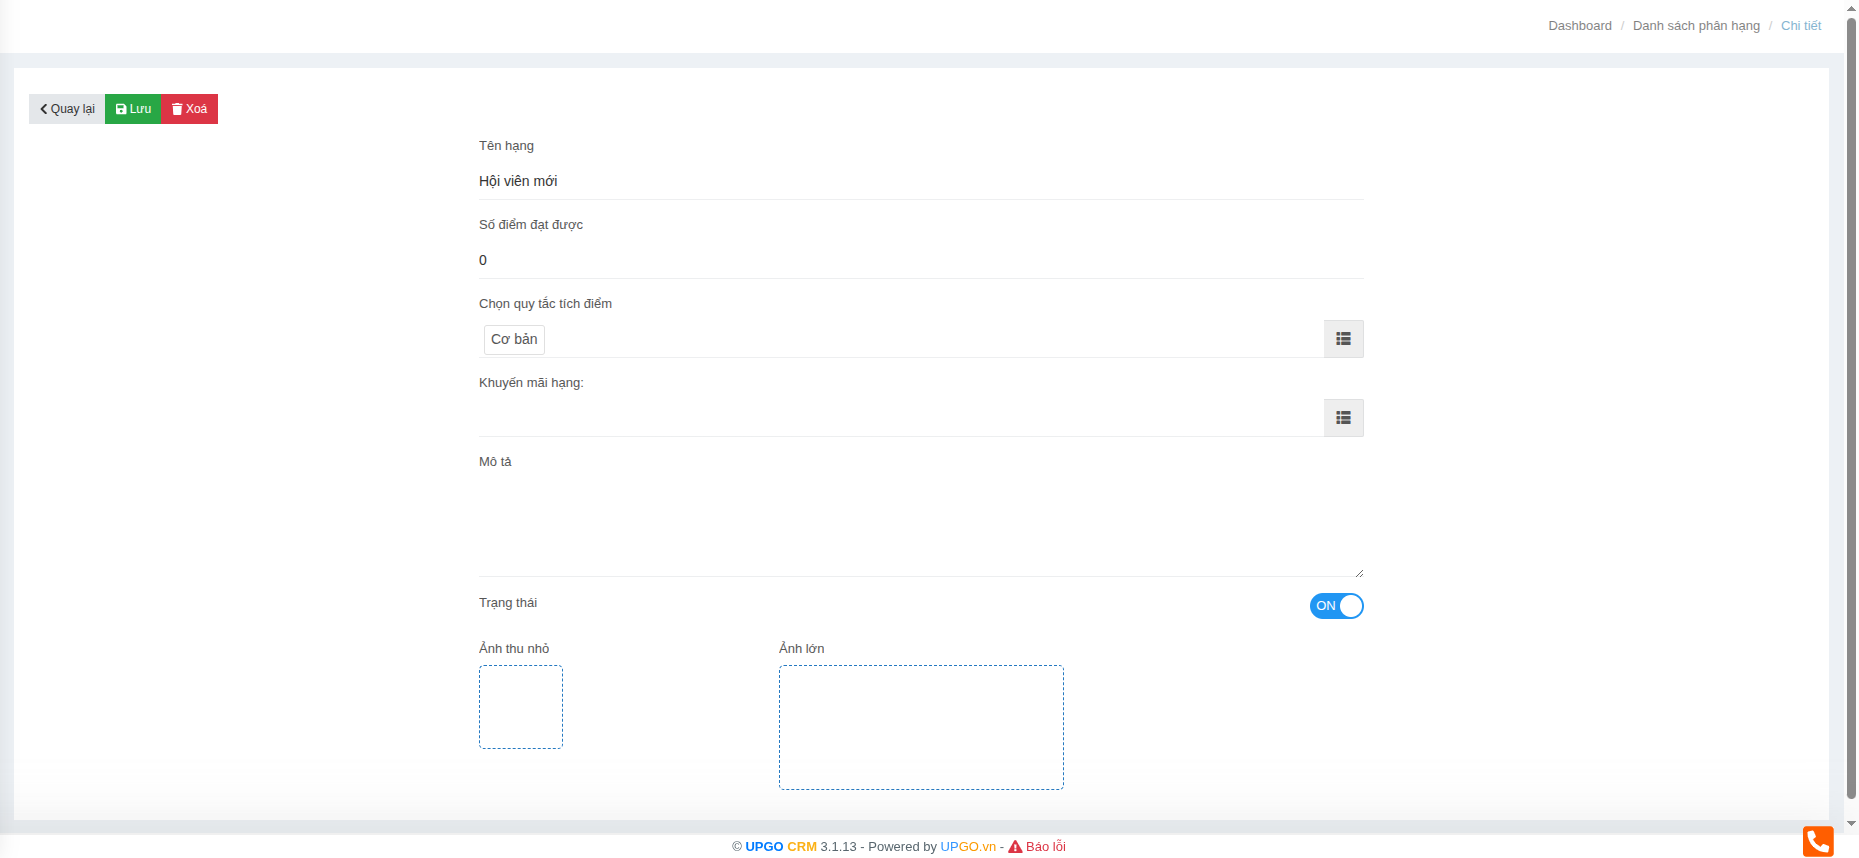 Dashboard / Danh sách phân hạng / Chi tiết
Quay lại Lưu Xoá
Tên hạng
Hội viên mới
Số điểm đạt được
0
Chọn quy tắc tích điểm
Cơ bản
Khuyến mãi hạng:
Mô tả
Trạng thái
ON
Ảnh thu nhỏ Ảnh lớn
© UPGO CRM 3.1.13 - Powered by UPGO.vn - Báo lỗi